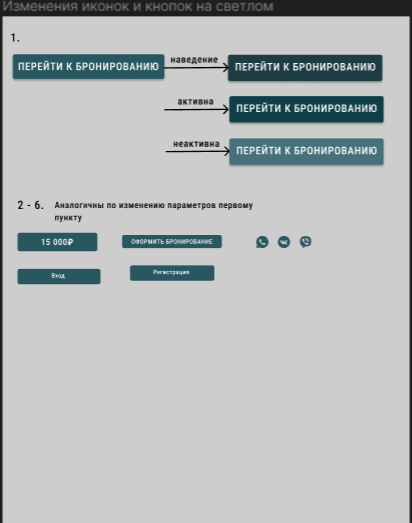 Изменения иконок и кнопок на светлом
1.
ПЕРЕЙТИ К БРОНИРОВАНИЮ наведение ПЕРЕЙТИ К БРОНИРОВАНИЮ
активна ПЕРЕЙТИ К БРОНИРОВАНИЮ
неактивна ПЕРЕЙТИ К БРОНИРОВАНИЮ
2 - 6. Аналогичны по изменению параметров первому
пункту
15 000₽ ОФОРМИТЬ БРОНИРОВАНИЕ
Вход Регистрация